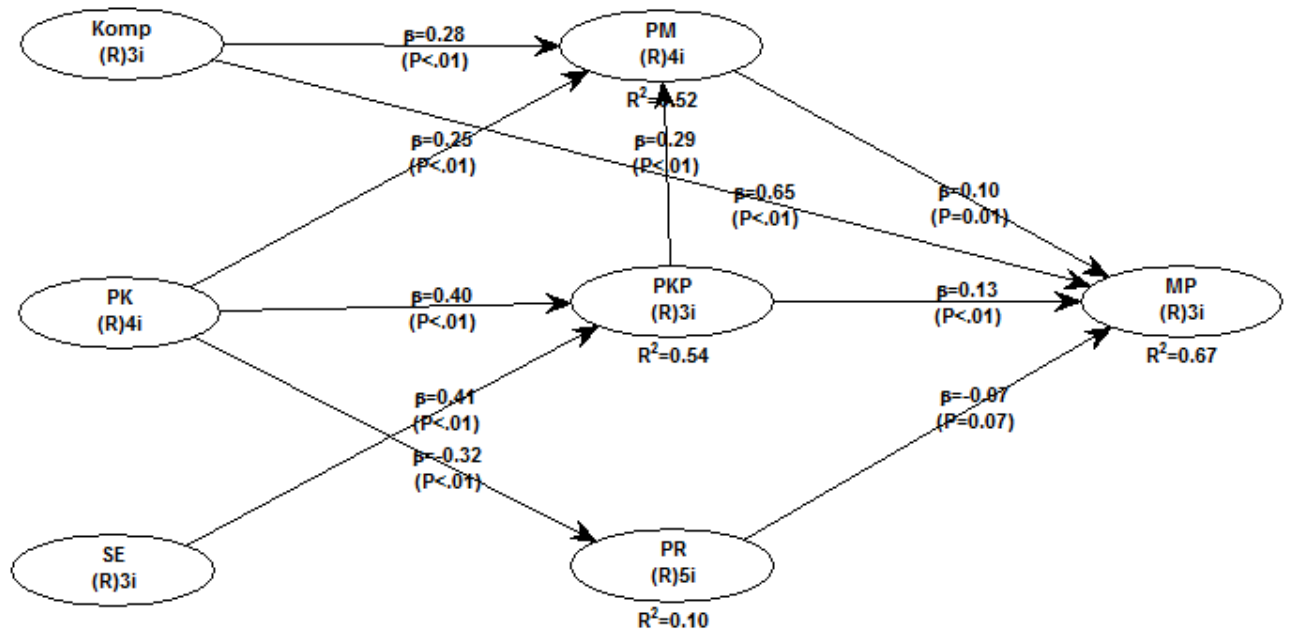 Komp
(R)3i
β=0.28
(P<.01)
PM
(R)4i
R²=0.52
β=0.25
(P<.01)
β=0.29
(P<.01)
β=0.65
(P<.01)
β=0.10
(P=0.01)
PK
(R)4i
β=0.40
(P<.01)
PKP
(R)3i
R²=0.54
β=0.13
(P<.01)
MP
(R)3i
R²=0.67
β=0.41
(P<.01)
β=-0.32
(P<.01)
β=-0.07
(P=0.07)
SE
(R)3i
PR
(R)5i
R²=0.10